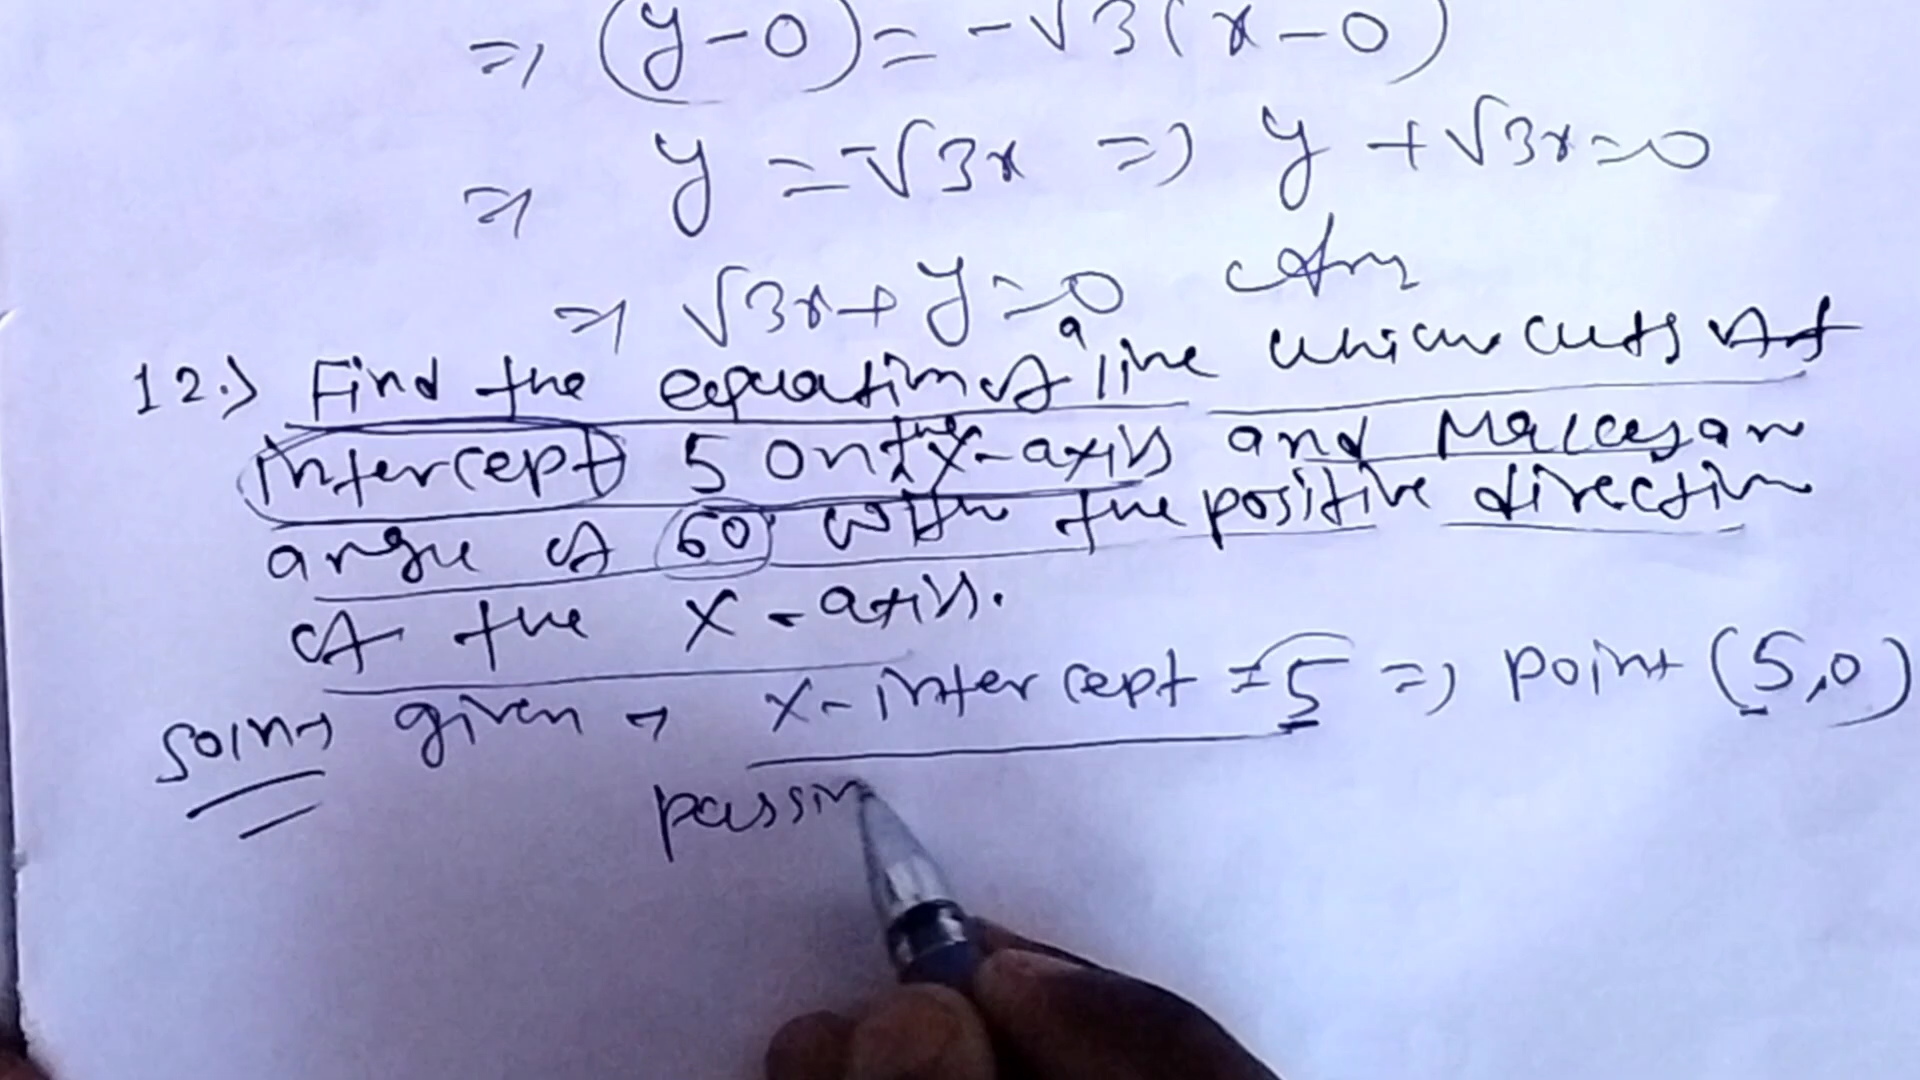 ⇒ (y-0) = -√3(x-0)
⇒ y = -√3x ⇒ y + √3x = 0
⇒ √3x + y = 0 Ans
12.) Find the equation of a line which cuts off
intercept 5 on the x-axis and makes an
angle of 60° with the positive direction
of the x-axis.
Soln→ given → x-intercept = 5 ⇒ point (5,0)
passin